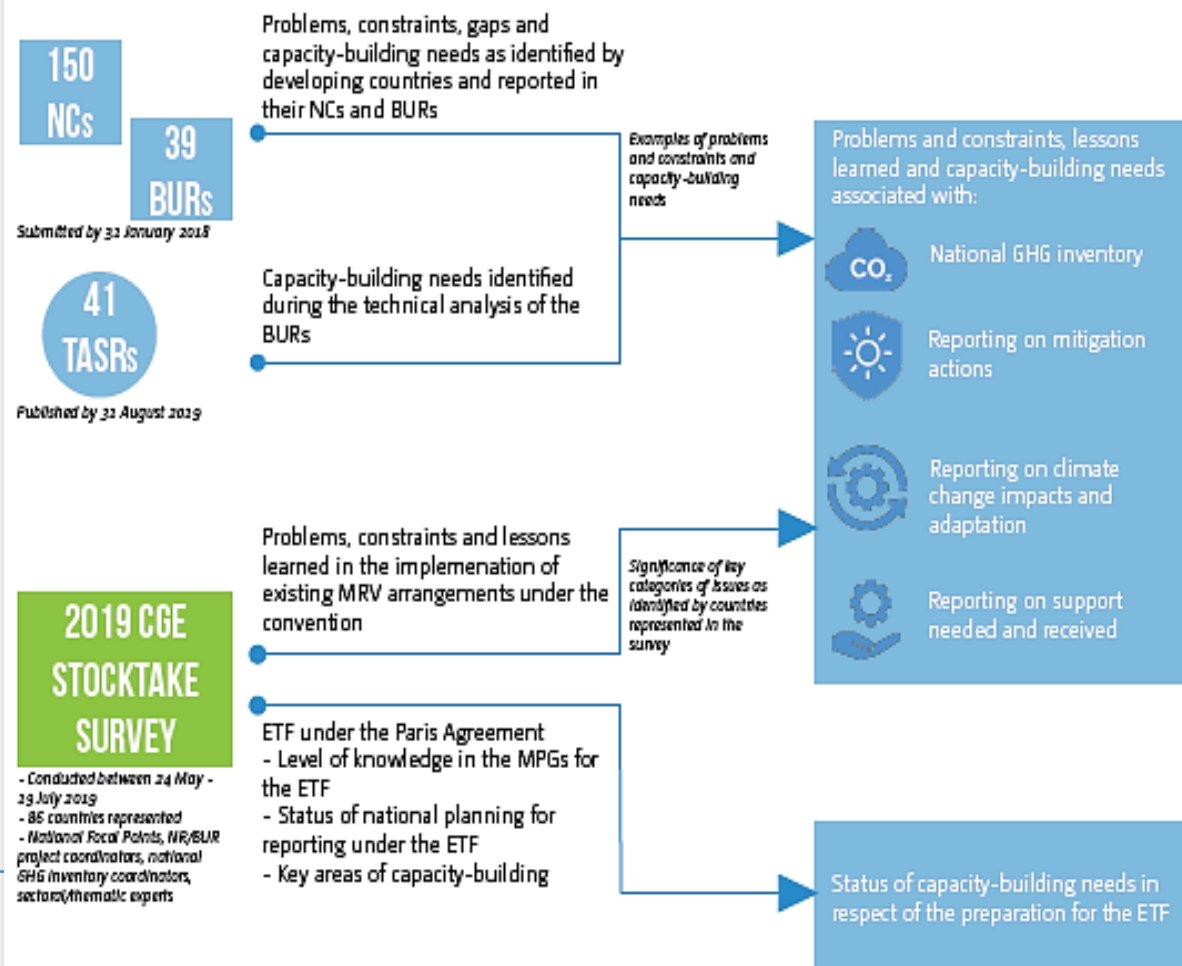 150
NCs
39
BURs
Submitted by 31 January 2018
41
TASRs
Published by 31 August 2019
Problems, constraints, gaps and
capacity-building needs as identified by
developing countries and reported in
their NCs and BURs
Capacity-building needs identified
during the technical analysis of the
BURs
Examples of problems
and constraints and
capacity-building
needs
2019 CGE
STOCKTAKE
SURVEY
- Conducted between 24 May -
19 July 2019
- 86 countries represented
- National Focal Points, NR/BUR
project coordinators, national
GHG inventory coordinators,
sectoral/thematic experts
Problems, constraints and lessons
learned in the implemenation of
existing MRV arrangements under the
convention
Significance of key
categories of issues as
identified by countries
represented in the
survey
ETF under the Paris Agreement
- Level of knowledge in the MPGs for
the ETF
- Status of national planning for
reporting under the ETF
- Key areas of capacity-building
Problems and constraints, lessons
learned and capacity-building needs
associated with:
CO₂
National GHG inventory
Reporting on mitigation
actions
Reporting on climate
change impacts and
adaptation
Reporting on support
needed and received
Status of capacity-building needs in
respect of the preparation for the ETF